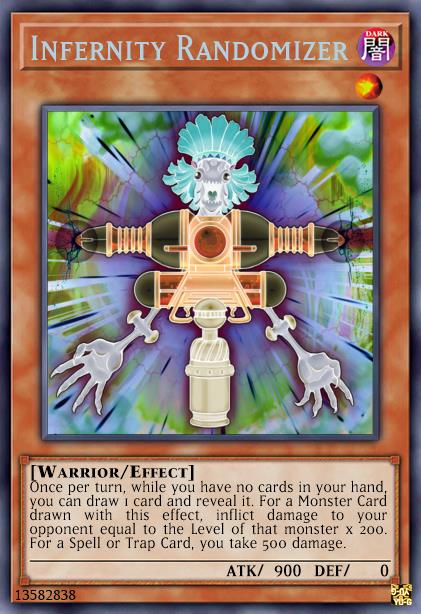 INFERNITY RANDOMIZER
DARK
闇
[WARRIOR/EFFECT]
Once per turn, while you have no cards in your hand,
you can draw 1 card and reveal it. For a Monster Card
drawn with this effect, inflict damage to your
opponent equal to the Level of that monster x 200.
For a Spell or Trap Card, you take 500 damage.
ATK/ 900 DEF/ 0
13582838